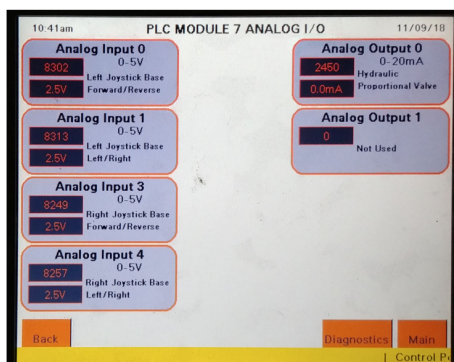 10:41am PLC MODULE 7 ANALOG I/O 11/09/18
Analog Input 0
0-5V
8302
Left Joystick Base
2.5V Forward/Reverse
Analog Input 1
0-5V
8313
Left Joystick Base
2.5V Left/Right
Analog Input 3
0-5V
8249
Right Joystick Base
2.5V Forward/Reverse
Analog Input 4
0-5V
8257
Right Joystick Base
2.5V Left/Right
Analog Output 0
0-20mA
2450
Hydraulic
0.0mA Proportional Valve
Analog Output 1
0
Not Used
Back Diagnostics Main
| Control